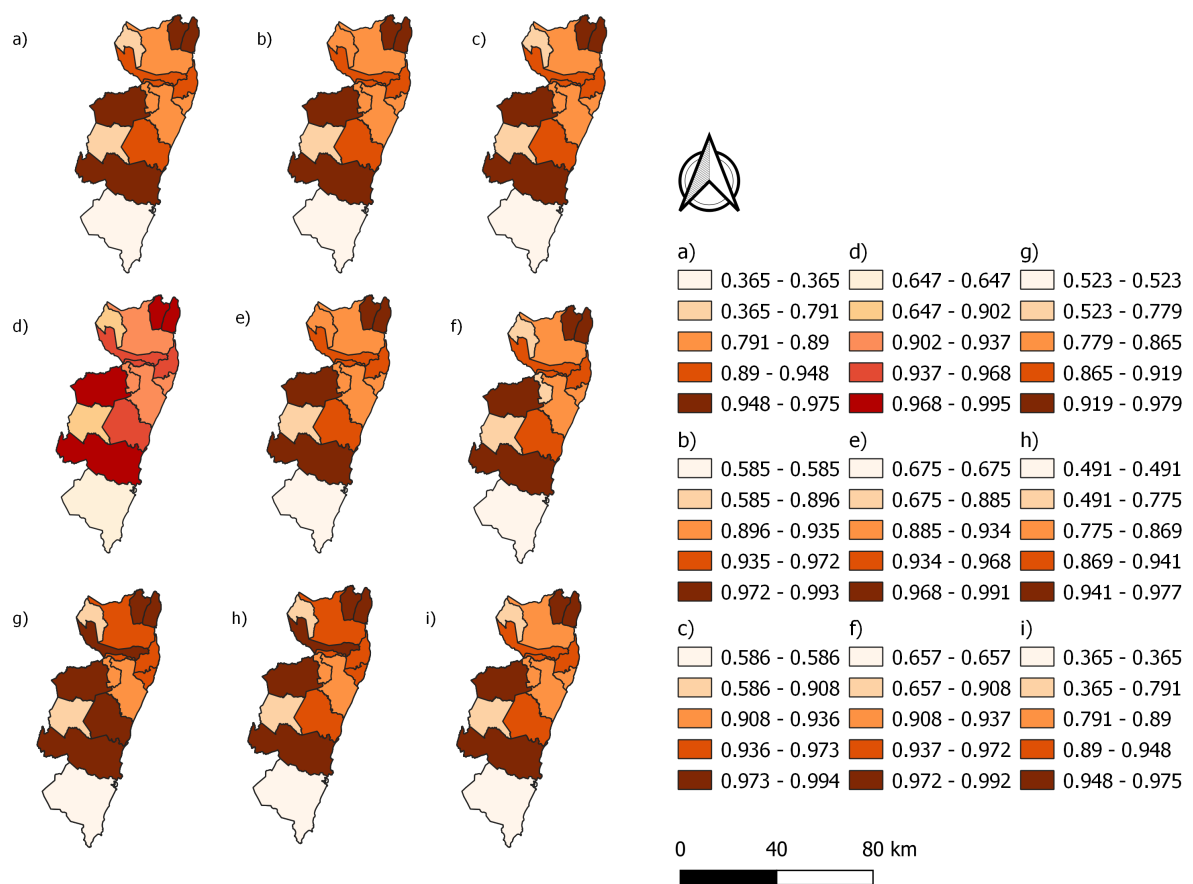 a)
b)
c)
d)
e)
f)
g)
h)
i)
a)
0.365 - 0.365
0.365 - 0.791
0.791 - 0.89
0.89 - 0.948
0.948 - 0.975
d)
0.647 - 0.647
0.647 - 0.902
0.902 - 0.937
0.937 - 0.968
0.968 - 0.995
g)
0.523 - 0.523
0.523 - 0.779
0.779 - 0.865
0.865 - 0.919
0.919 - 0.979
b)
0.585 - 0.585
0.585 - 0.896
0.896 - 0.935
0.935 - 0.972
0.972 - 0.993
e)
0.675 - 0.675
0.675 - 0.885
0.885 - 0.934
0.934 - 0.968
0.968 - 0.991
h)
0.491 - 0.491
0.491 - 0.775
0.775 - 0.869
0.869 - 0.941
0.941 - 0.977
c)
0.586 - 0.586
0.586 - 0.908
0.908 - 0.936
0.936 - 0.973
0.973 - 0.994
f)
0.657 - 0.657
0.657 - 0.908
0.908 - 0.937
0.937 - 0.972
0.972 - 0.992
i)
0.365 - 0.365
0.365 - 0.791
0.791 - 0.89
0.89 - 0.948
0.948 - 0.975
0 40 80 km